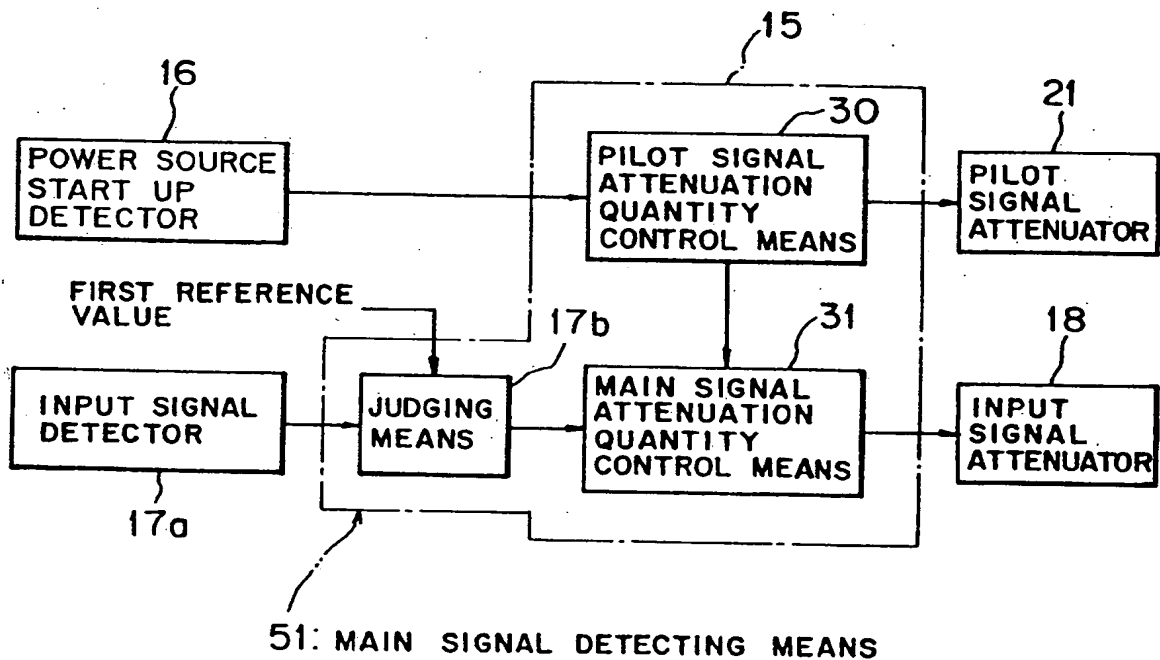 15
16
30
21
POWER SOURCE
START UP
DETECTOR
PILOT SIGNAL
ATTENUATION
QUANTITY
CONTROL MEANS
PILOT
SIGNAL
ATTENUATOR
FIRST REFERENCE
VALUE
17b
31
18
INPUT SIGNAL
DETECTOR
JUDGING
MEANS
MAIN SIGNAL
ATTENUATION
QUANTITY
CONTROL MEANS
INPUT
SIGNAL
ATTENUATOR
17a
51: MAIN SIGNAL DETECTING MEANS